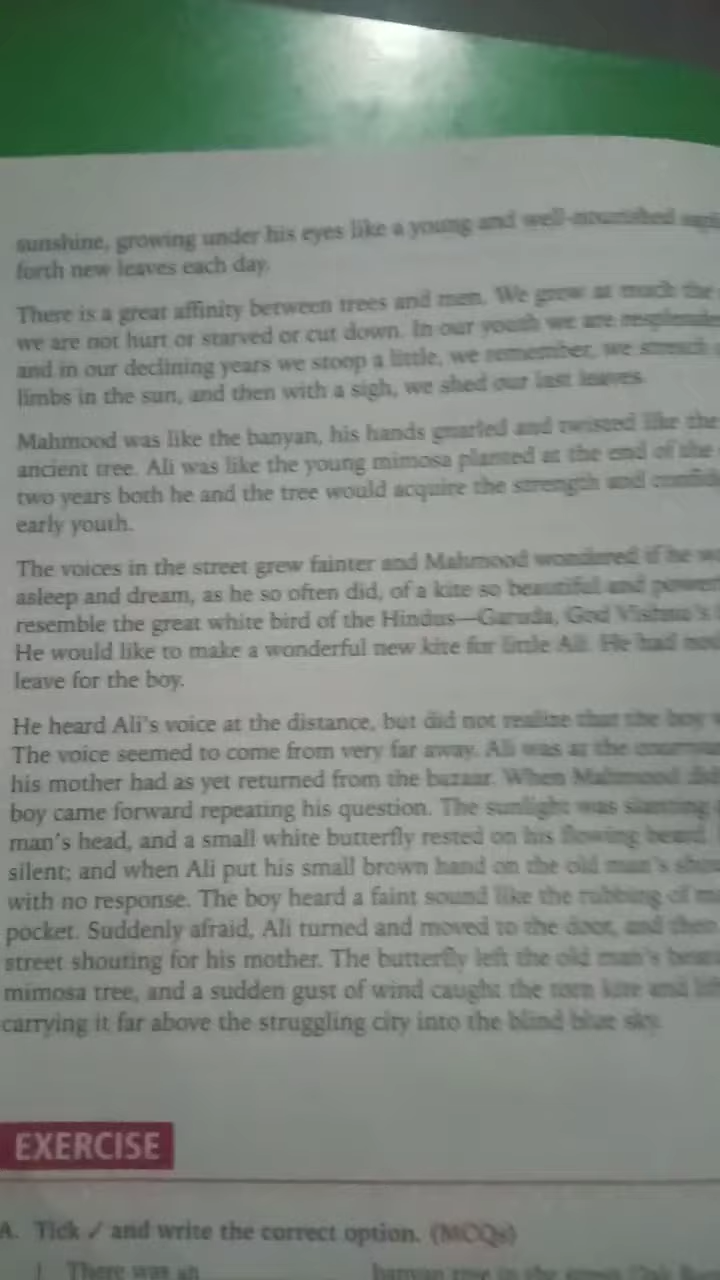 sunshine, growing under his eyes like a young and well-nourished
forth new leaves each day.
There is a great affinity between trees and men. We grow at much the
we are not hurt or starved or cut down. In our youth we are
and in our declining years we stoop a little, we remember, we stretch
limbs in the sun, and then with a sigh, we shed our last leaves.
Mahmood was like the banyan, his hands gnarled and twisted like the
ancient tree. Ali was like the young mimosa planted at the end of the
two years both he and the tree would acquire the strength and
early youth.
The voices in the street grew fainter and Mahmood wondered if he
asleep and dream, as he so often did, of a kite so beautiful and
resemble the great white bird of the Hindus—Garuda, God Vishnu's
He would like to make a wonderful new kite for little Ali. He had
leave for the boy.
He heard Ali's voice at the distance, but did not realize that the boy
The voice seemed to come from very far away. Ali was at the
his mother had as yet returned from the bazaar. When Mahmood
boy came forward repeating his question. The sunlight was slanting
man's head, and a small white butterfly rested on his flowing beard.
silent; and when Ali put his small brown hand on the old man's
with no response. The boy heard a faint sound like the rubbing of
pocket. Suddenly afraid, Ali turned and moved to the door, and then
street shouting for his mother. The butterfly left the old man's
mimosa tree, and a sudden gust of wind caught the torn kite and
carrying it far above the struggling city into the blind blue sky.
EXERCISE
A. Tick ✓ and write the correct option. (MCQs)
1. There was an banyan tree in the